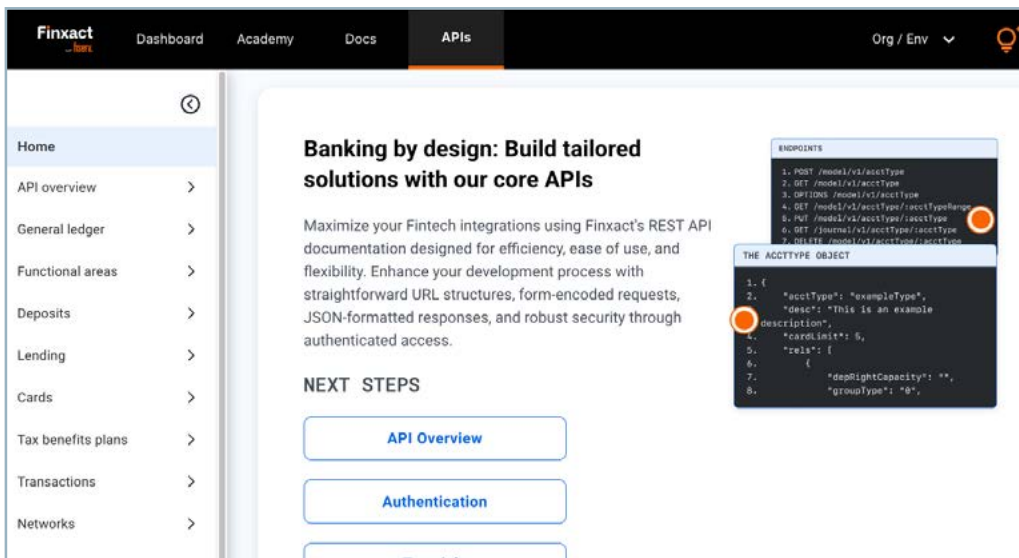 Finxact
fiserv.
Dashboard
Academy
Docs
APIs
Org / Env
Home
API overview
General ledger
Functional areas
Deposits
Lending
Cards
Tax benefits plans
Transactions
Networks
Banking by design: Build tailored
solutions with our core APIs
Maximize your Fintech integrations using Finxact's REST API
documentation designed for efficiency, ease of use, and
flexibility. Enhance your development process with
straightforward URL structures, form-encoded requests,
JSON-formatted responses, and robust security through
authenticated access.
NEXT STEPS
API Overview
Authentication
ENDPOINTS
1. POST /model/v1/acctType
2. GET /model/v1/acctType
3. OPTIONS /model/v1/acctType
4. GET /model/v1/acctType/:acctTypeRange
5. PUT /model/v1/acctType/:acctType
6. GET /journal/v1/acctType/:acctType
7. DELETE /model/v1/acctType/:acctType
THE ACCTTYPE OBJECT
1. {
2. "acctType": "exampleType",
"desc": "This is an example
description",
4. "cardLimit": 5,
5. "rels": [
6. {
7. "depRightCapacity": "",
8. "groupType": "0",